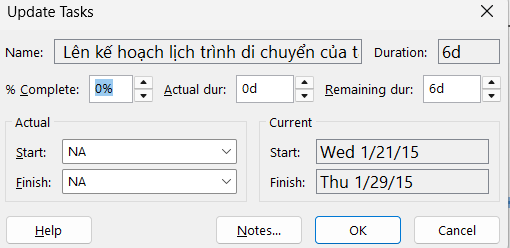 Update Tasks
Name: Lên kế hoạch lịch trình di chuyển của t Duration: 6d
% Complete: 0% Actual dur: 0d Remaining dur: 6d
Actual Current
Start: NA Start: Wed 1/21/15
Finish: NA Finish: Thu 1/29/15
Help Notes... OK Cancel